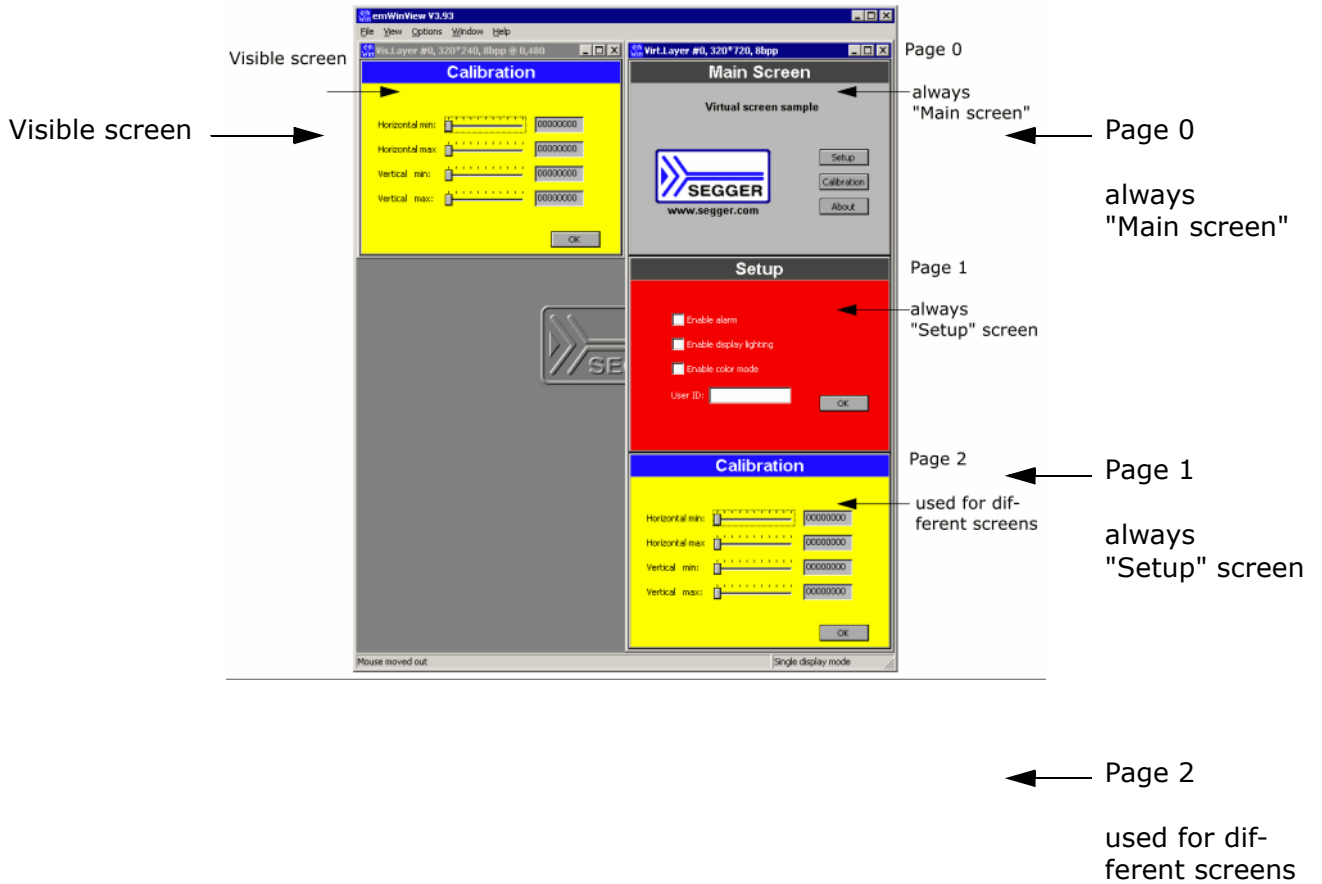 emWinView V3.93
File View Options Window Help
Vis.Layer #0, 320*240, 8bpp @ 0,480
Calibration
Horizontal min: 00000000
Horizontal max 00000000
Vertical min: 00000000
Vertical max: 00000000
OK
Virt.Layer #0, 320*720, 8bpp
Main Screen
Virtual screen sample
SEGGER
www.segger.com
Setup
Calibration
About
Setup
Enable alarm
Enable display lighting
Enable color mode
User ID:
OK
Calibration
Horizontal min: 00000000
Horizontal max 00000000
Vertical min: 00000000
Vertical max: 00000000
OK
SE
Mouse moved out
Single display mode
Visible screen
Page 0
always
"Main screen"
Page 1
always
"Setup" screen
Page 2
used for dif-
ferent screens
Visible screen
Page 0
always
"Main screen"
Page 1
always
"Setup" screen
Page 2
used for dif-
ferent screens